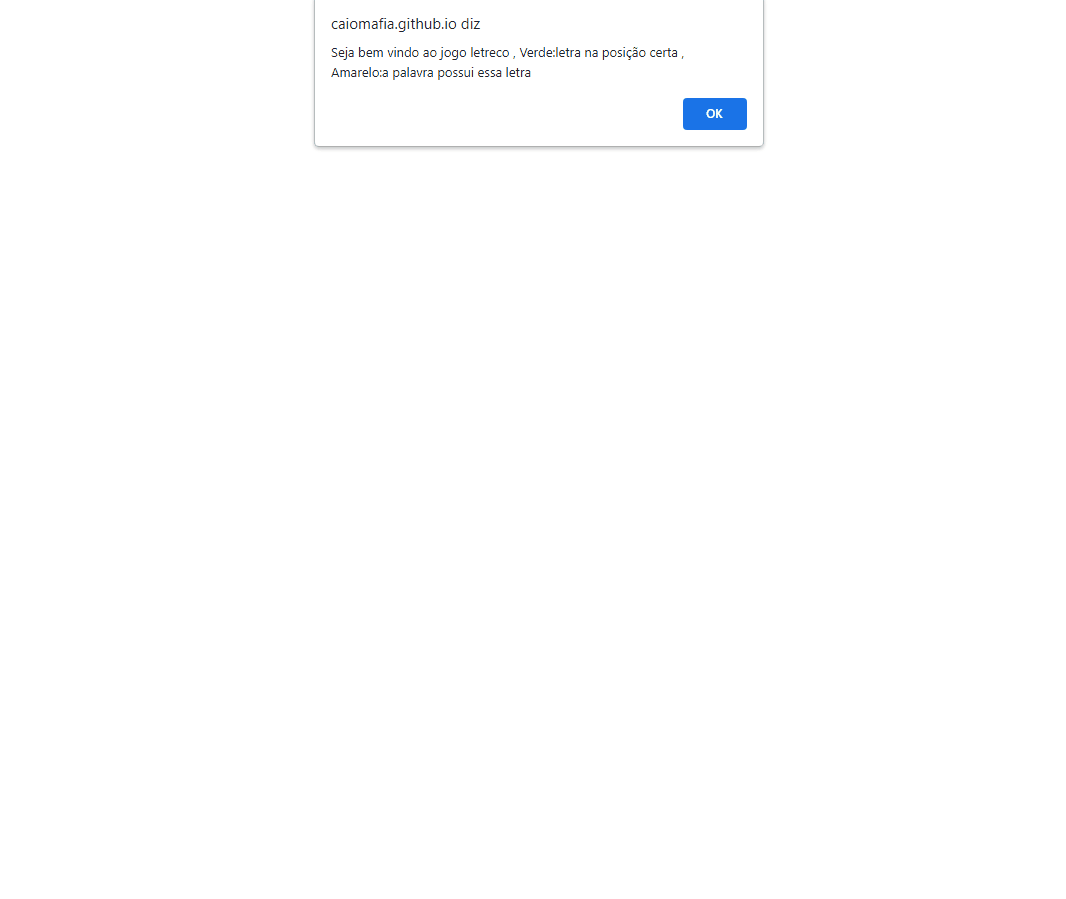 caiomafia.github.io diz
Seja bem vindo ao jogo letreco , Verde:letra na posição certa ,
Amarelo:a palavra possui essa letra
OK